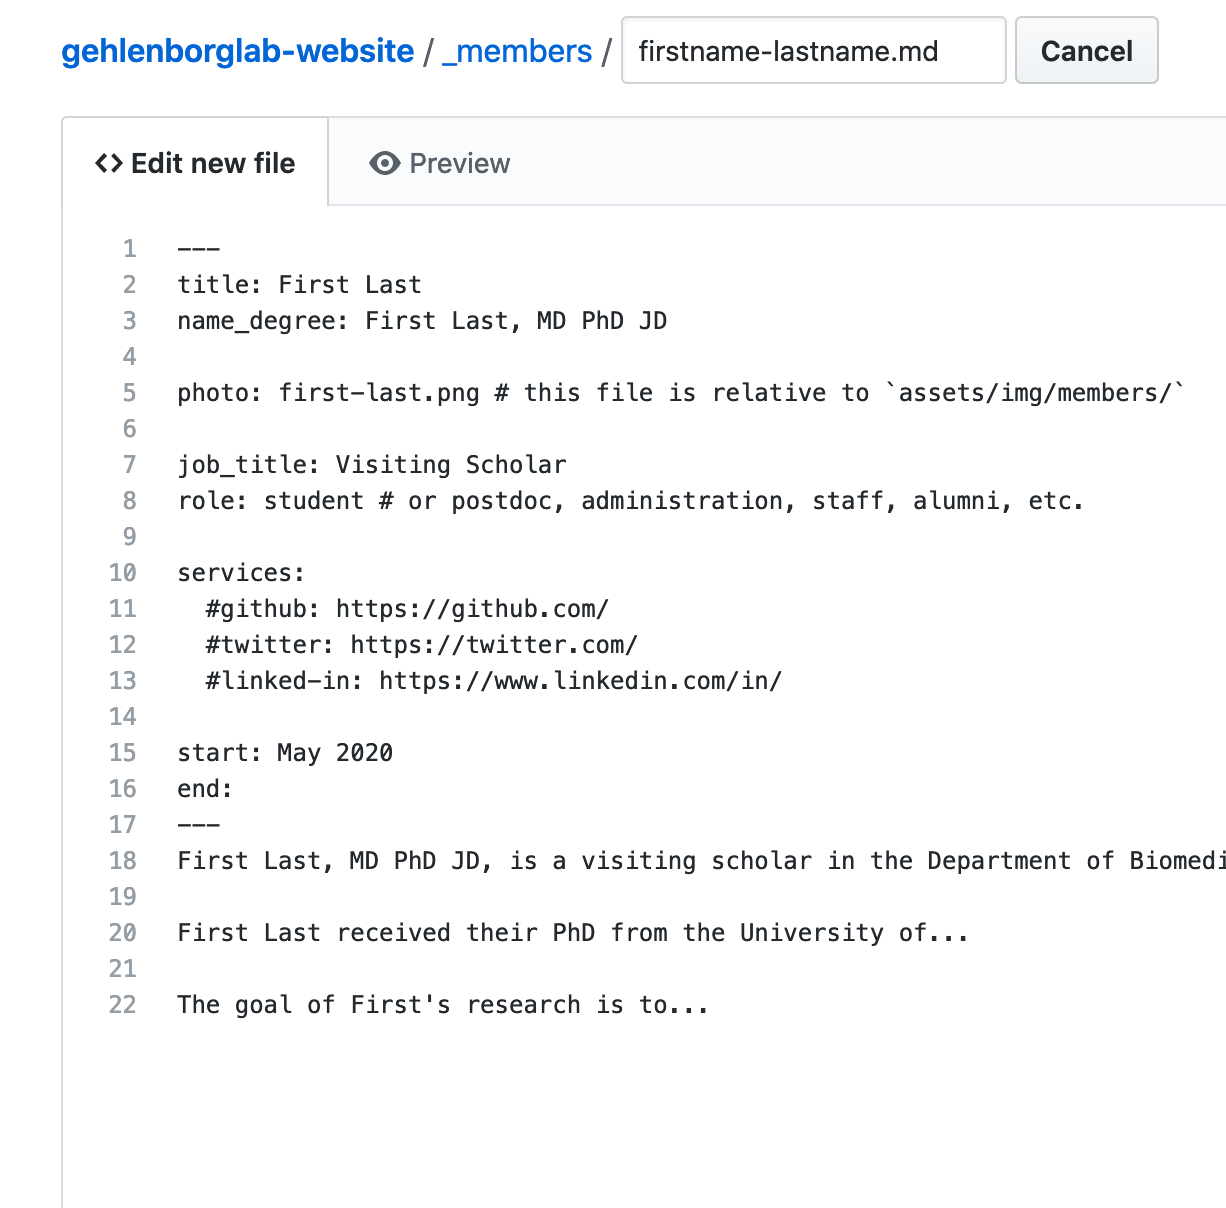 gehlenborglab-website / _members / firstname-lastname.md Cancel
<> Edit new file Preview
1 ---
2 title: First Last
3 name_degree: First Last, MD PhD JD
4
5 photo: first-last.png # this file is relative to `assets/img/members/`
6
7 job_title: Visiting Scholar
8 role: student # or postdoc, administration, staff, alumni, etc.
9
10 services:
11 #github: https://github.com/
12 #twitter: https://twitter.com/
13 #linked-in: https://www.linkedin.com/in/
14
15 start: May 2020
16 end:
17 ---
18 First Last, MD PhD JD, is a visiting scholar in the Department of Biomedi
19
20 First Last received their PhD from the University of...
21
22 The goal of First's research is to...